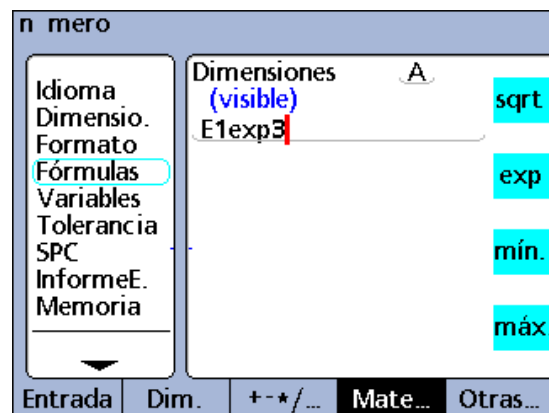 n mero
Idioma
Dimensio.
Formato
Fórmulas
Variables
Tolerancia
SPC
InformeE.
Memoria
Dimensiones A
(visible)
E1exp3
sqrt
exp
mín.
máx
Entrada Dim. +-*/... Mate... Otras...